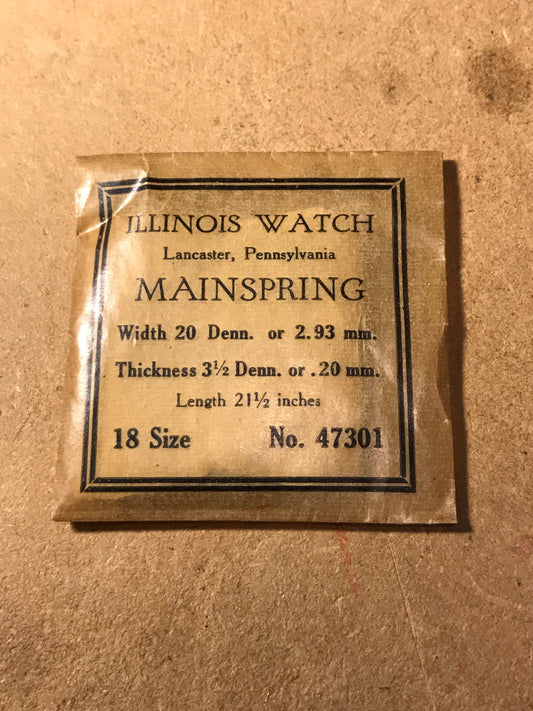 ILLINOIS WATCH
Lancaster, Pennsylvania
MAINSPRING
Width 20 Denn. or 2.93 mm.
Thickness 3½ Denn. or .20 mm.
Length 21½ inches
18 Size No. 47301